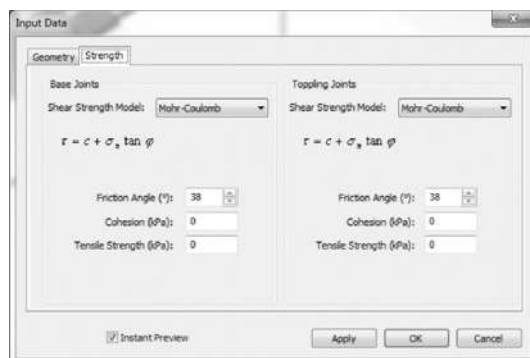 Input Data
Geometry Strength
Base Joints
Shear Strength Model: Mohr-Coulomb
τ = c + σₙ tan φ
Friction Angle (°): 38
Cohesion (kPa): 0
Tensile Strength (kPa): 0
Toppling Joints
Shear Strength Model: Mohr-Coulomb
τ = c + σₙ tan φ
Friction Angle (°): 38
Cohesion (kPa): 0
Tensile Strength (kPa): 0
Instant Preview
Apply OK Cancel